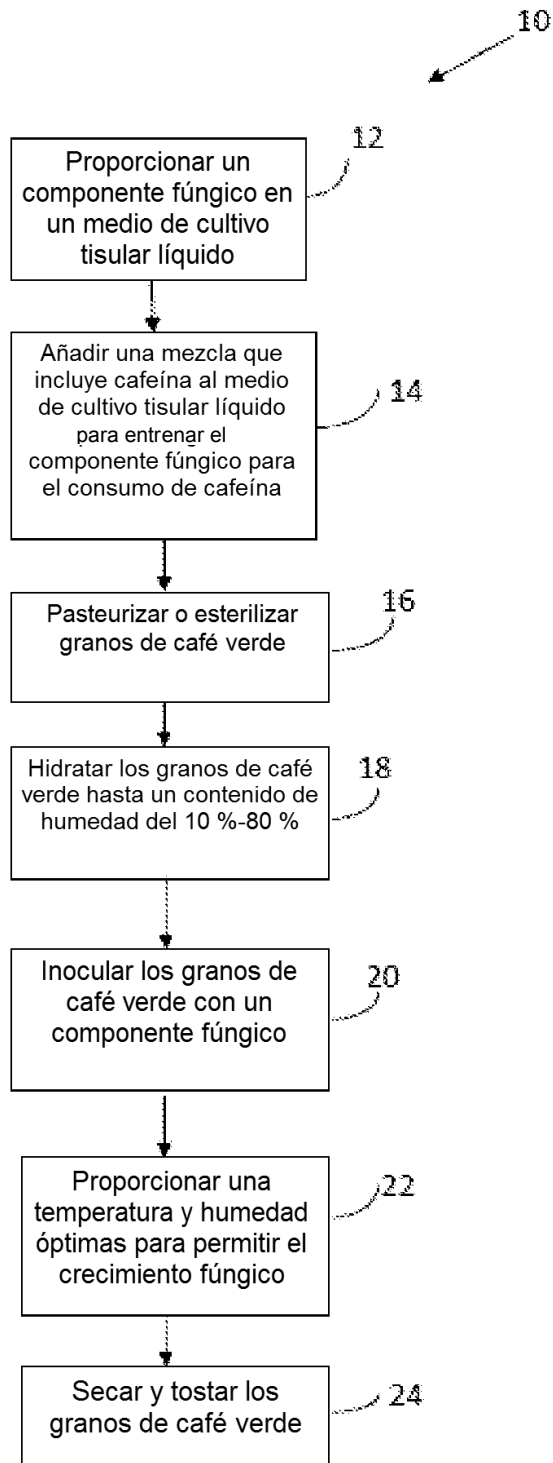 10
12
Proporcionar un
componente fúngico en
un medio de cultivo
tisular líquido
Añadir una mezcla que
incluye cafeína al medio
de cultivo tisular líquido
para entrenar el
componente fúngico para
el consumo de cafeína
14
Pasteurizar o esterilizar
granos de café verde
16
Hidratar los granos de café
verde hasta un contenido de
humedad del 10 %-80 %
18
Inocular los granos de
café verde con un
componente fúngico
20
Proporcionar una
temperatura y humedad
óptimas para permitir el
crecimiento fúngico
22
Secar y tostar los
granos de café verde
24